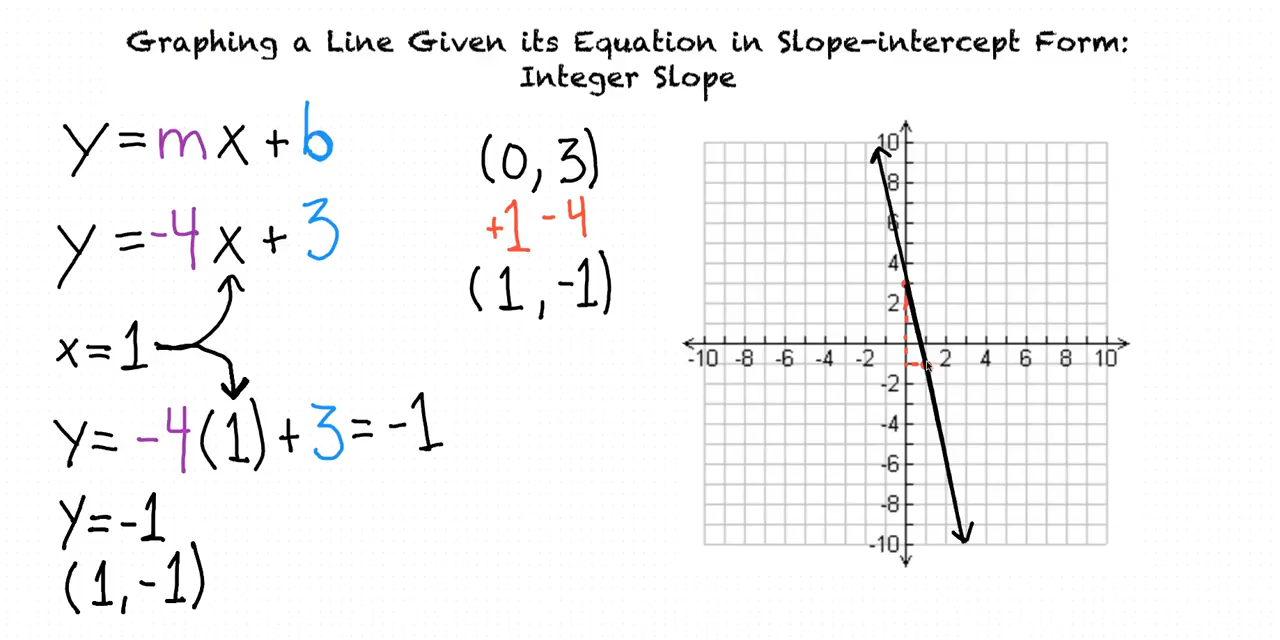 Graphing a Line Given its Equation in Slope-intercept Form:
Integer Slope
y = mx + b
y = -4x + 3
x = 1
y = -4(1) + 3 = -1
y = -1
(1, -1)
(0, 3)
+1 -4
(1, -1)
10
8
6
4
2
-10 -8 -6 -4 -2 2 4 6 8 10
-2
-4
-6
-8
-10